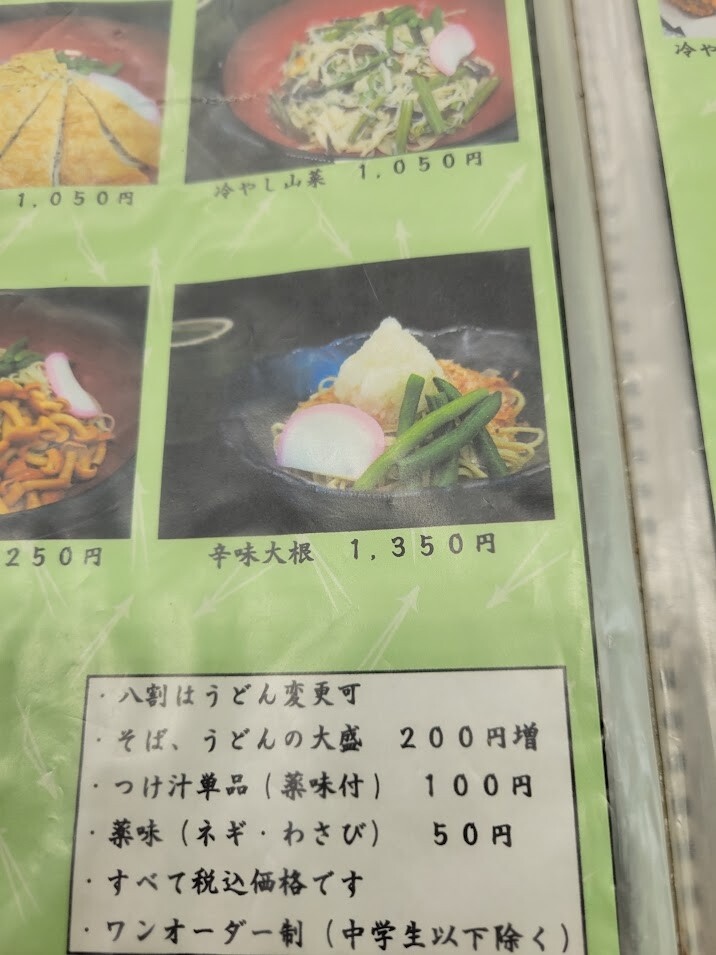 冷や
1,050円
冷やし山菜 1,050円
250円
辛味大根 1,350円
・八割はうどん変更可
・そば、うどんの大盛 200円増
・つけ汁単品(薬味付) 100円
・薬味(ネギ・わさび) 50円
・すべて税込価格です
・ワンオーダー制(中学生以下除く)